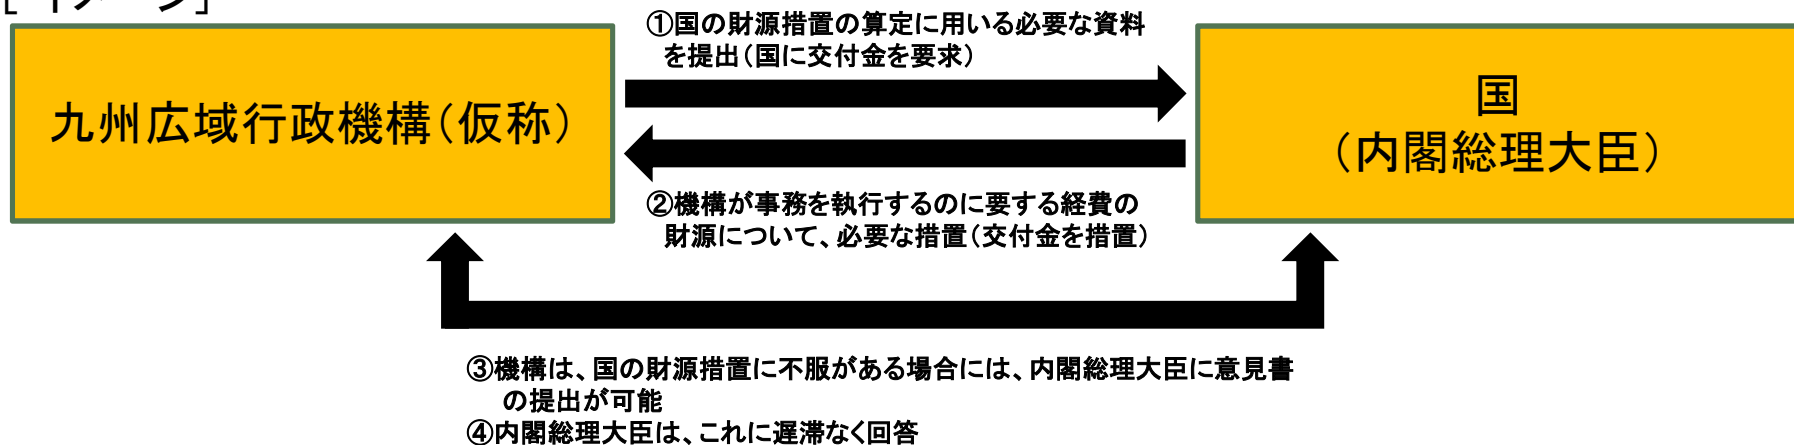 [イメージ]
①国の財源措置の算定に用いる必要な資料
を提出（国に交付金を要求）
九州広域行政機構（仮称）
国
（内閣総理大臣）
②機構が事務を執行するのに要する経費の
財源について、必要な措置（交付金を措置）
③機構は、国の財源措置に不服がある場合には、内閣総理大臣に意見書
の提出が可能
④内閣総理大臣は、これに遅滞なく回答